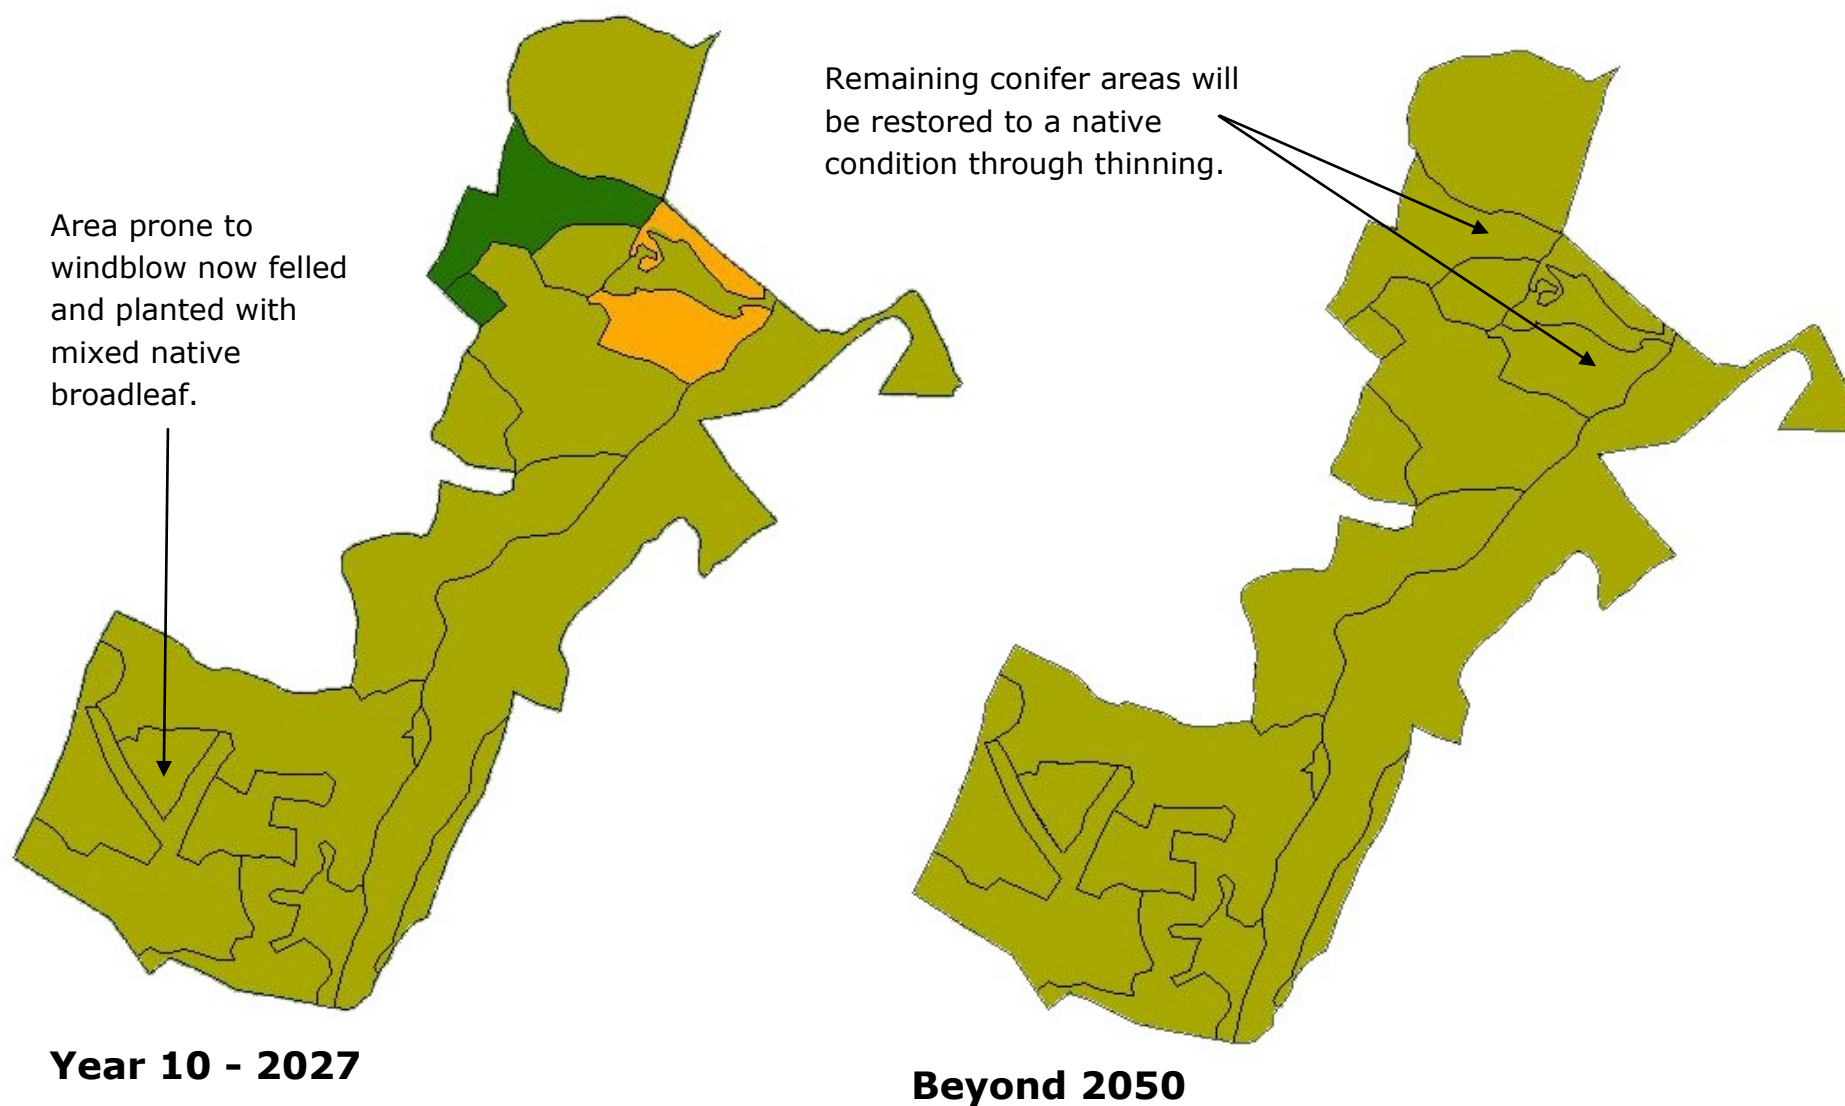 Area prone to
windblow now felled
and planted with
mixed native
broadleaf.
Year 10 - 2027
Remaining conifer areas will
be restored to a native
condition through thinning.
Beyond 2050